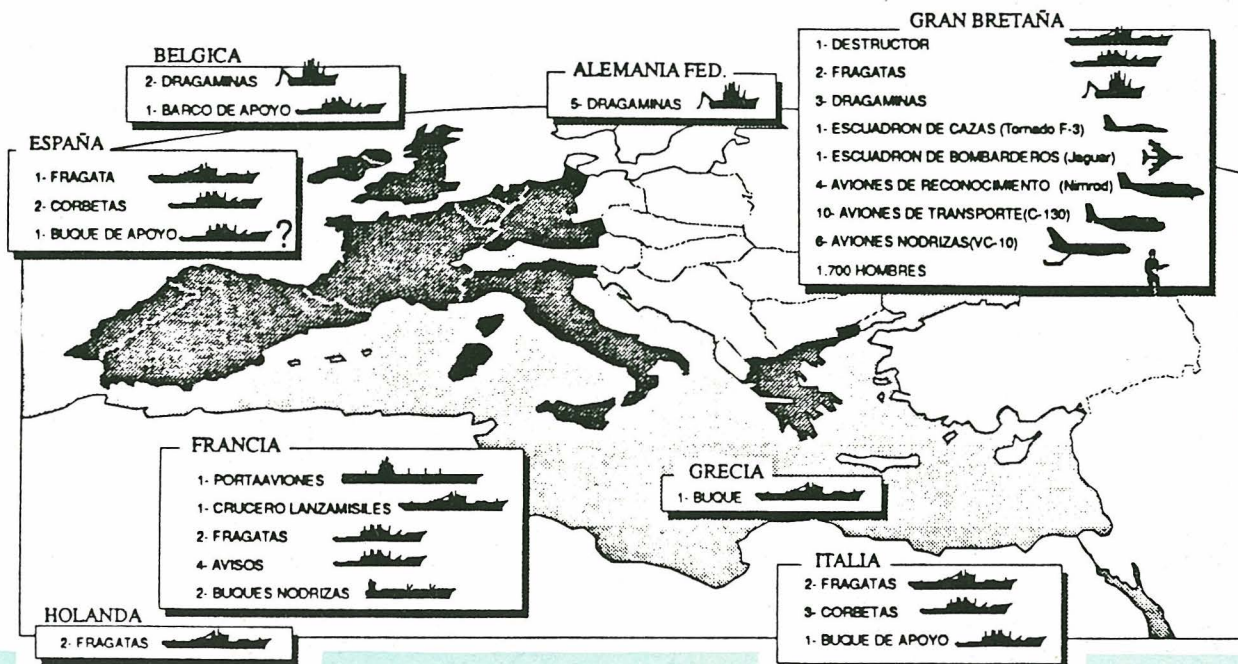 BELGICA
2- DRAGAMINAS
1- BARCO DE APOYO
ESPAÑA
1- FRAGATA
2- CORBETAS
1- BUQUE DE APOYO ?
ALEMANIA FED.
5- DRAGAMINAS
GRAN BRETAÑA
1- DESTRUCTOR
2- FRAGATAS
3- DRAGAMINAS
1- ESCUADRON DE CAZAS (Tornado F-3)
1- ESCUADRON DE BOMBARDEROS (Jaguar)
4- AVIONES DE RECONOCIMIENTO (Nimrod)
10- AVIONES DE TRANSPORTE(C-130)
6- AVIONES NODRIZAS(VC-10)
1.700 HOMBRES
FRANCIA
1- PORTAAVIONES
1- CRUCERO LANZAMISILES
2- FRAGATAS
4- AVISOS
2- BUQUES NODRIZAS
HOLANDA
2- FRAGATAS
GRECIA
1- BUQUE
ITALIA
2- FRAGATAS
3- CORBETAS
1- BUQUE DE APOYO